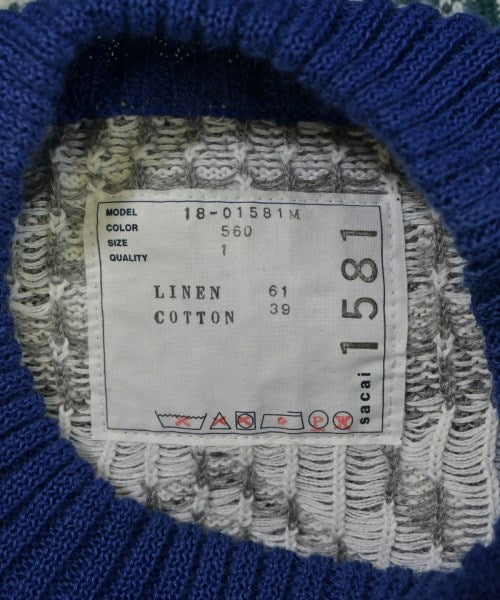 MODEL 18-01581M
COLOR 560
SIZE 1
QUALITY
LINEN 61
COTTON 39
P W
sacai 1581